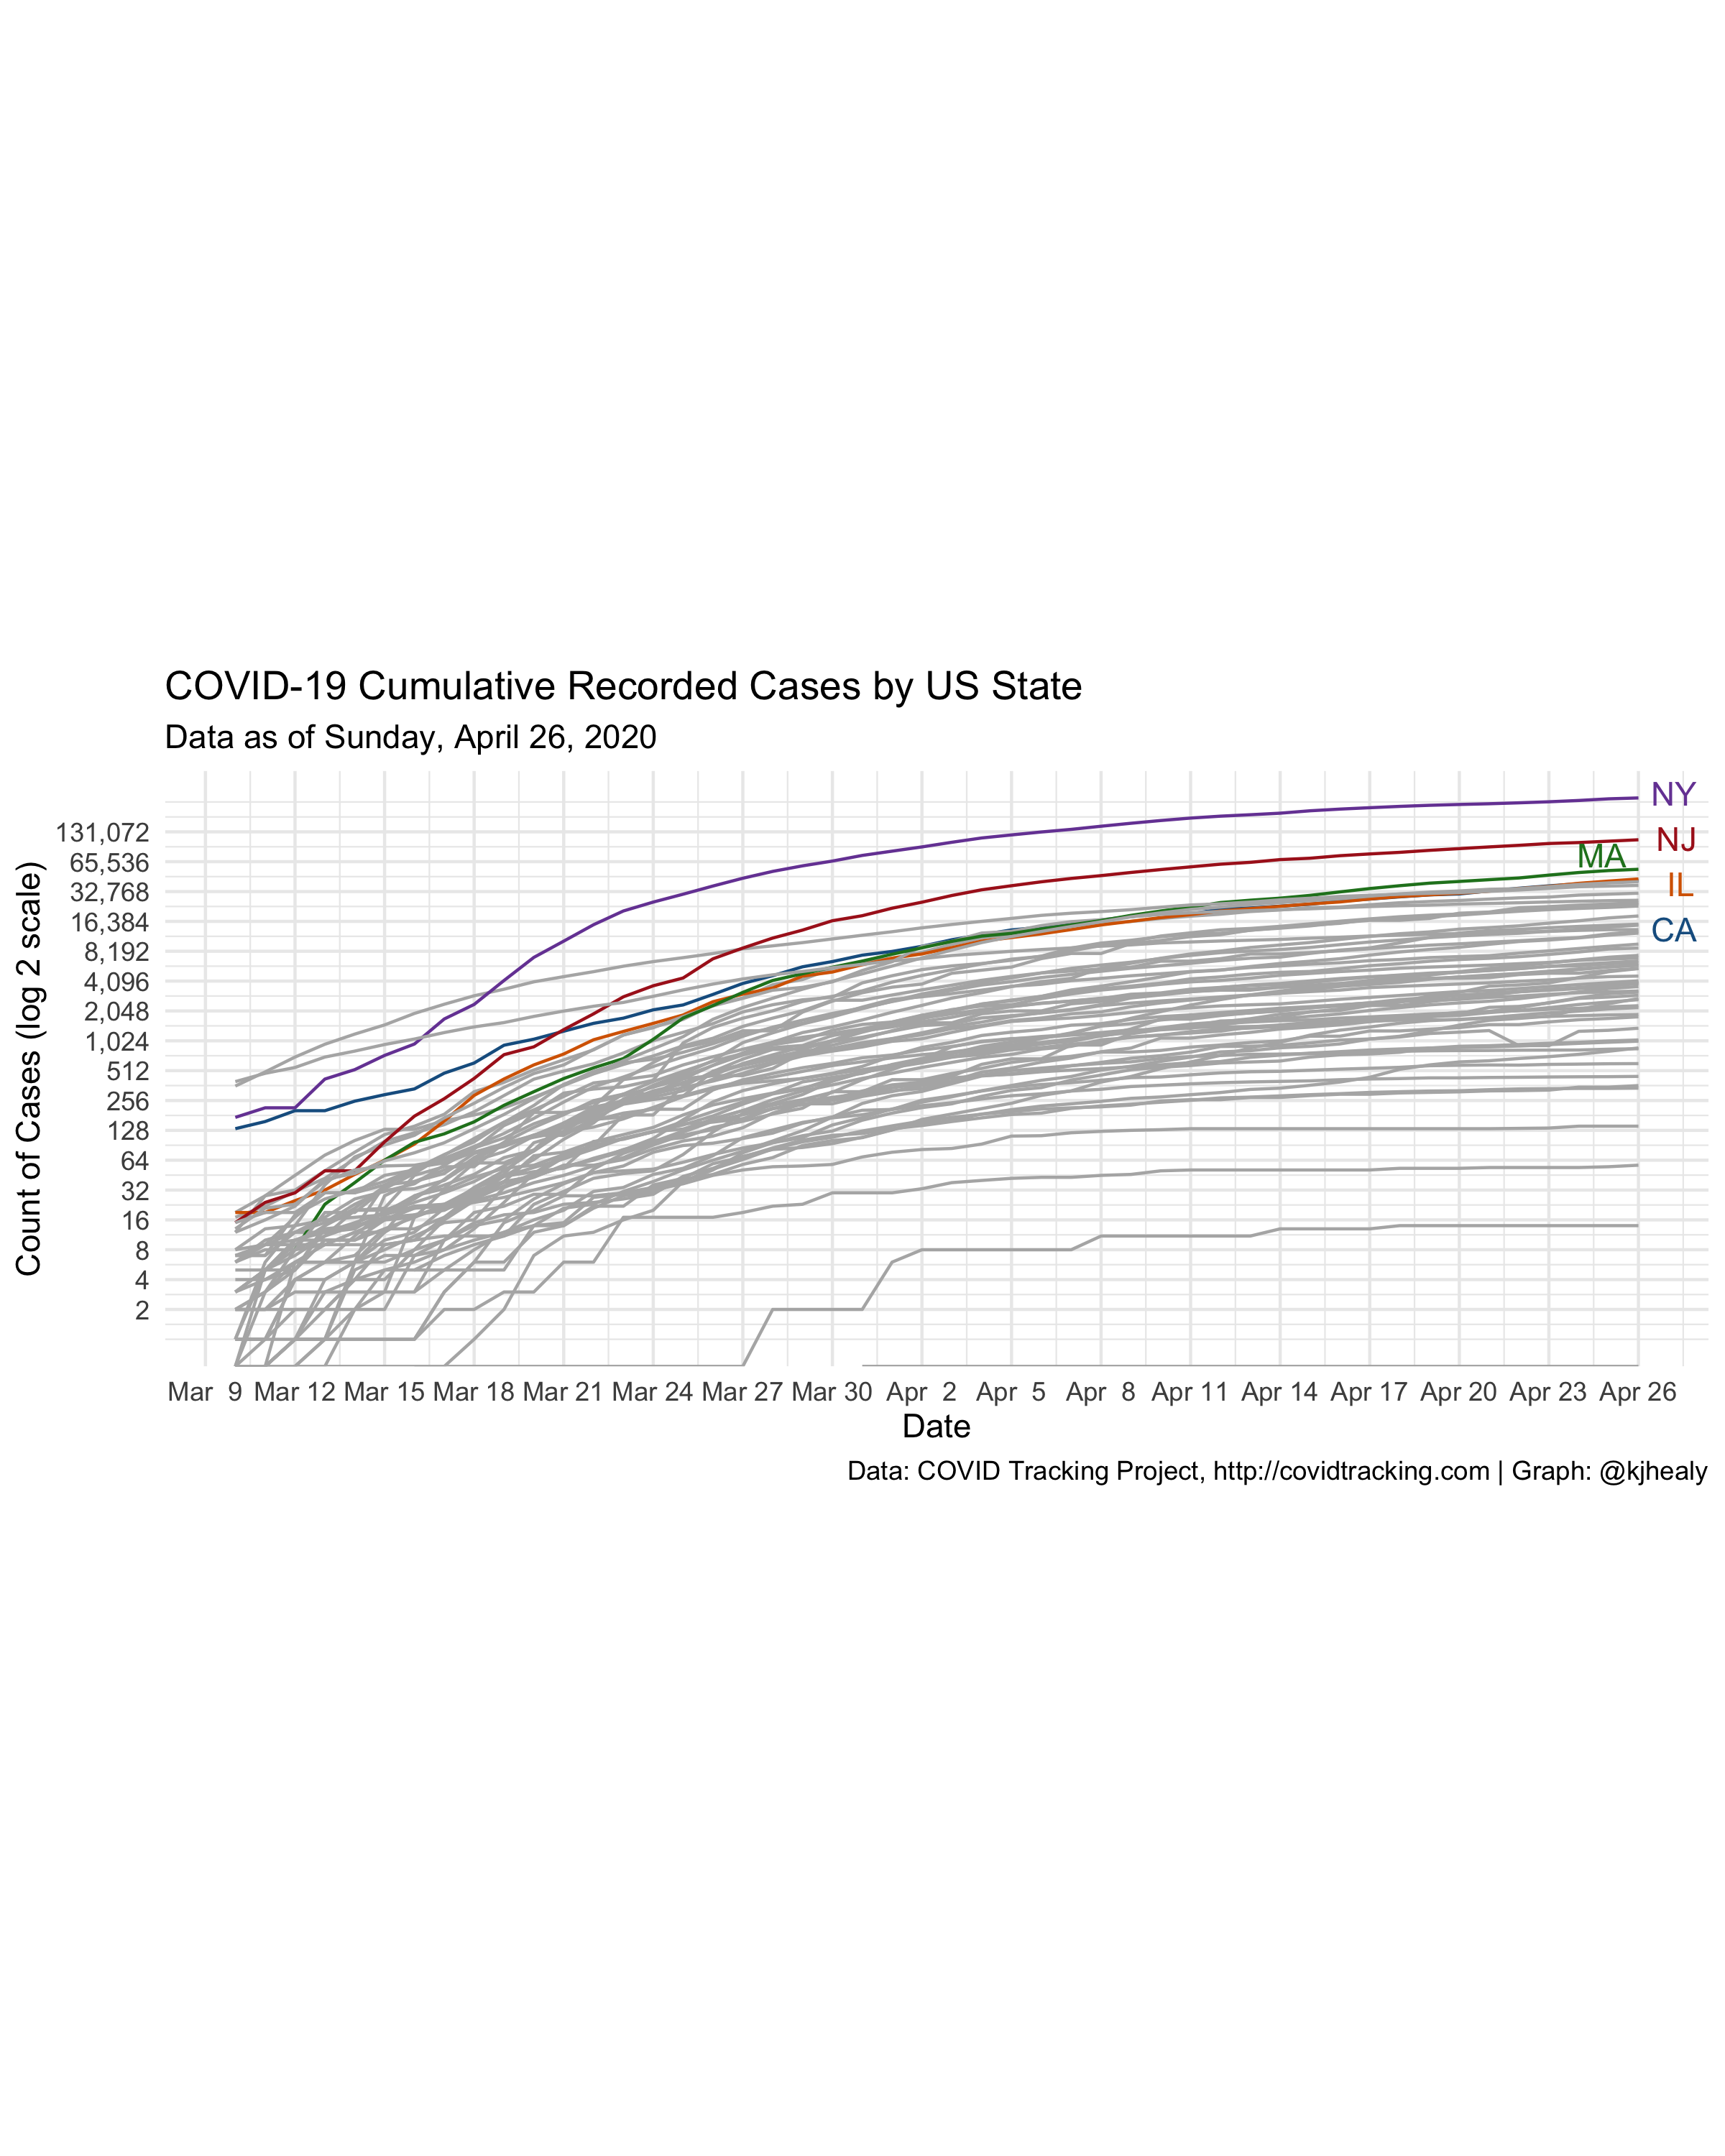 COVID-19 Cumulative Recorded Cases by US State
Data as of Sunday, April 26, 2020
Count of Cases (log 2 scale)
131,072
65,536
32,768
16,384
8,192
4,096
2,048
1,024
512
256
128
64
32
16
8
4
2
NY
NJ
MA
IL
CA
Mar 9 Mar 12 Mar 15 Mar 18 Mar 21 Mar 24 Mar 27 Mar 30 Apr 2 Apr 5 Apr 8 Apr 11 Apr 14 Apr 17 Apr 20 Apr 23 Apr 26
Date
Data: COVID Tracking Project, http://covidtracking.com | Graph: @kjhealy